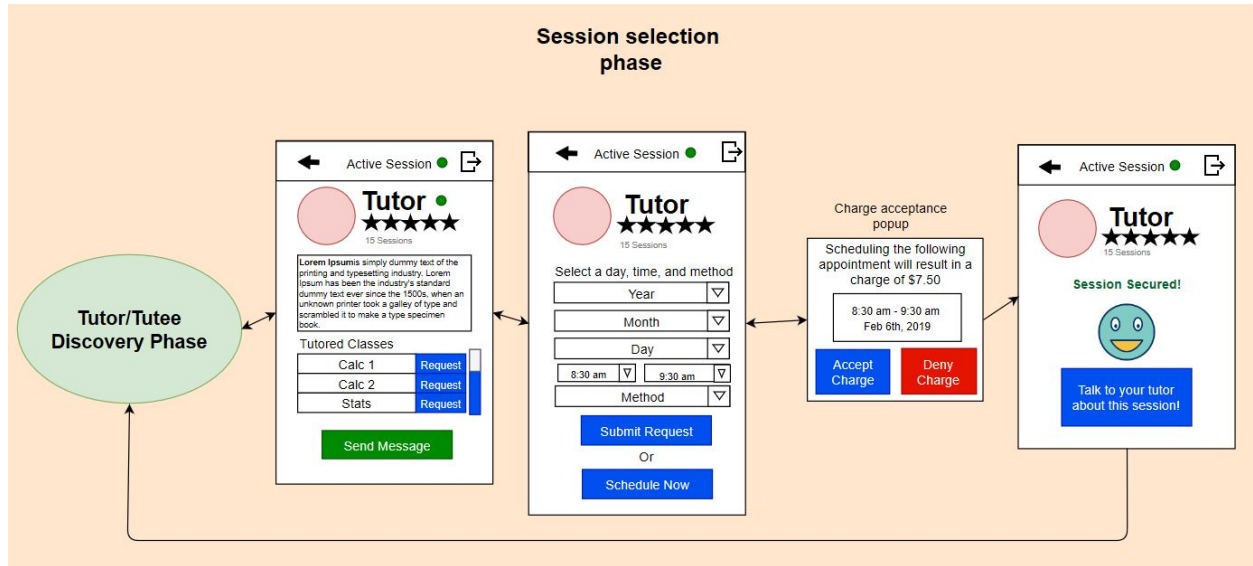 Session selection
phase
Tutor/Tutee
Discovery Phase
Active Session
Tutor
15 Sessions
Lorem Ipsumis simply dummy text of the
printing and typesetting industry. Lorem
Ipsum has been the industry's standard
dummy text ever since the 1500s, when an
unknown printer took a galley of type and
scrambled it to make a type specimen
book.
Tutored Classes
Calc 1 Request
Calc 2 Request
Stats Request
Send Message
Active Session
Tutor
15 Sessions
Select a day, time, and method
Year
Month
Day
8:30 am 9:30 am
Method
Submit Request
Or
Schedule Now
Charge acceptance
popup
Scheduling the following
appointment will result in a
charge of $7.50
8:30 am - 9:30 am
Feb 6th, 2019
Accept
Charge
Deny
Charge
Active Session
Tutor
15 Sessions
Session Secured!
Talk to your tutor
about this session!